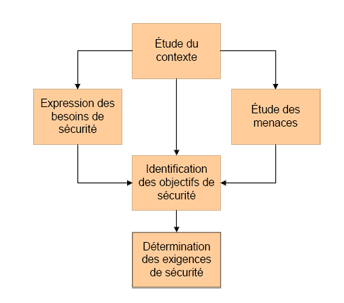 Étude du
contexte
Expression des
besoins de
sécurité
Étude des
menaces
Identification
des objectifs de
sécurité
Détermination
des exigences
de sécurité